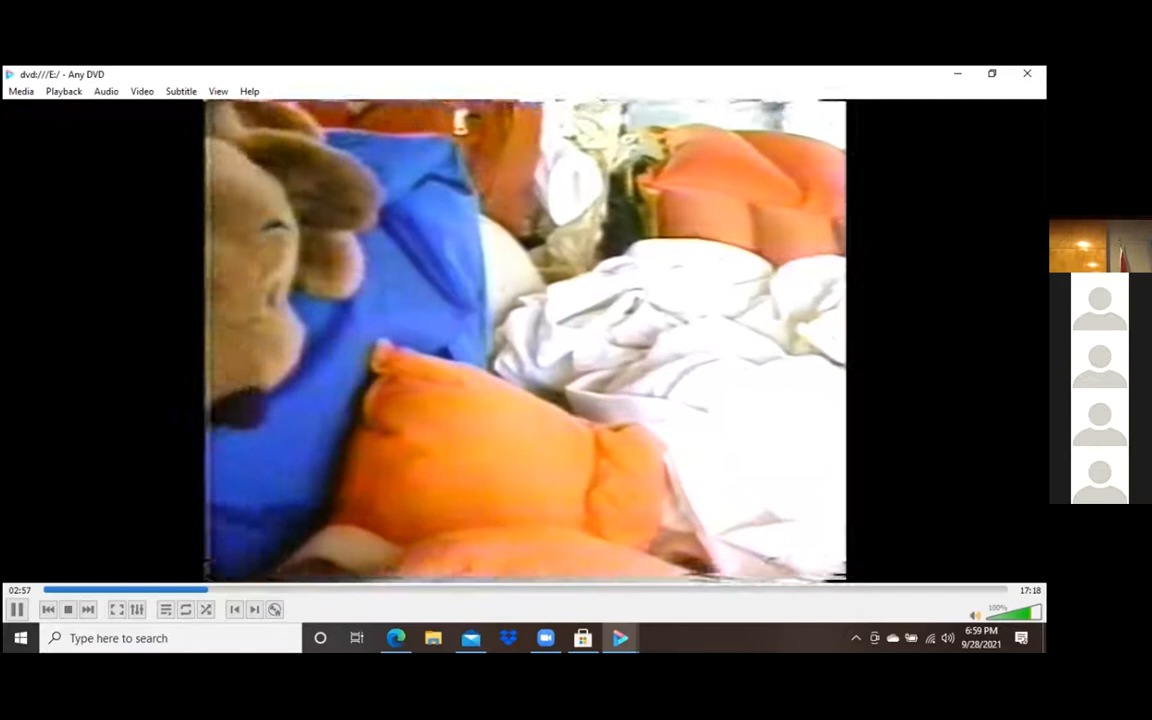 dvd:///E:/ - Any DVD
Media Playback Audio Video Subtitle View Help
02:57
17:18
100%
Type here to search
6:59 PM
9/28/2021